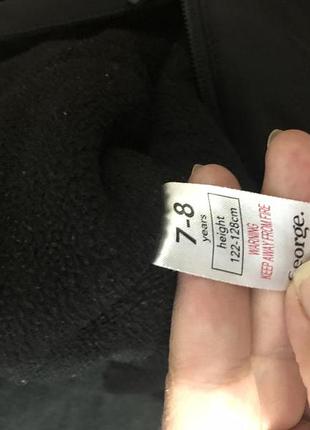 George.
WARNING
KEEP AWAY FROM FIRE
height
122-128cm
7-8
years